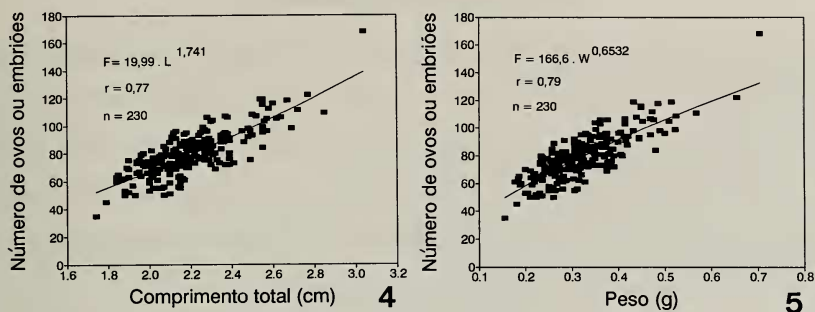 180
160
140
120
100
80
60
40
20
0
Número de ovos ou embriões
F= 19,99 . L 1,741
r = 0,77
n = 230
1.6 1.8 2.0 2.2 2.4 2.6 2.8 3.0 3.2
Comprimento total (cm)
4
180
160
140
120
100
80
60
40
20
0
Número de ovos ou embriões
F = 166,6 . W 0,6532
r = 0,79
n = 230
0.1 0.2 0.3 0.4 0.5 0.6 0.7 0.8
Peso (g)
5